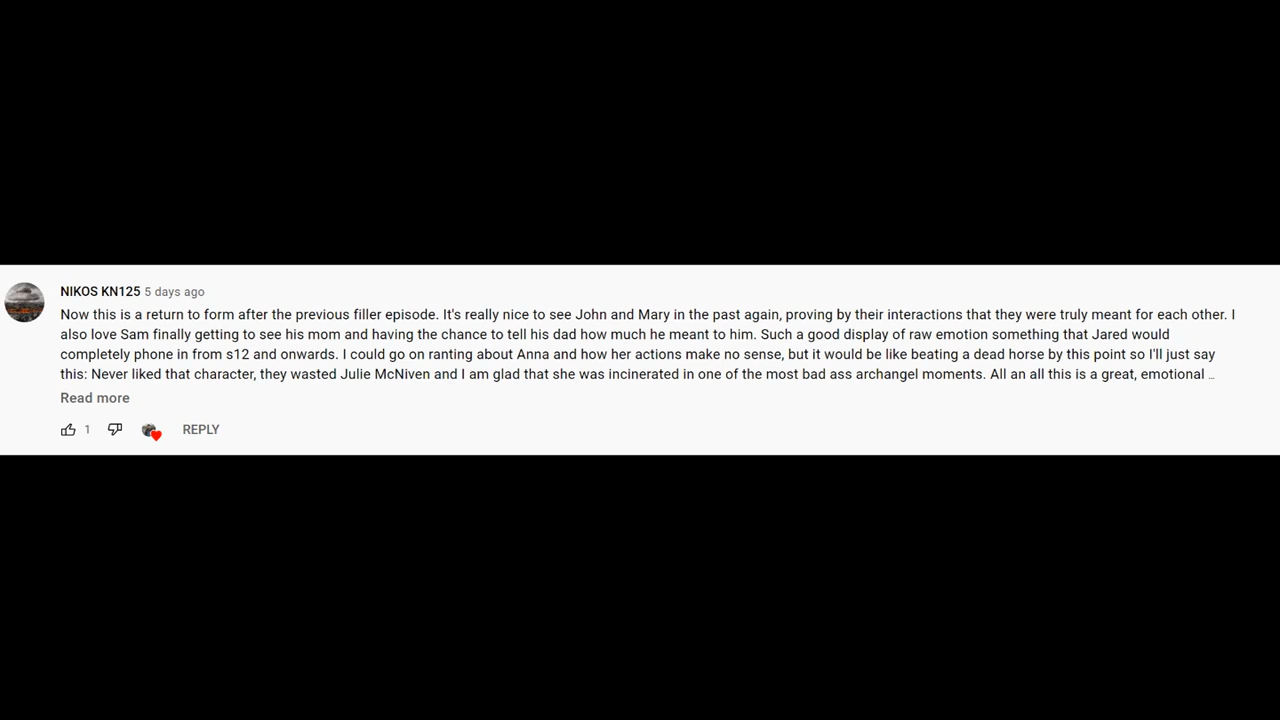 NIKOS KN125 5 days ago
Now this is a return to form after the previous filler episode. It's really nice to see John and Mary in the past again, proving by their interactions that they were truly meant for each other. I
also love Sam finally getting to see his mom and having the chance to tell his dad how much he meant to him. Such a good display of raw emotion something that Jared would
completely phone in from s12 and onwards. I could go on ranting about Anna and how her actions make no sense, but it would be like beating a dead horse by this point so I'll just say
this: Never liked that character, they wasted Julie McNiven and I am glad that she was incinerated in one of the most bad ass archangel moments. All an all this is a great, emotional ...
Read more
1 REPLY